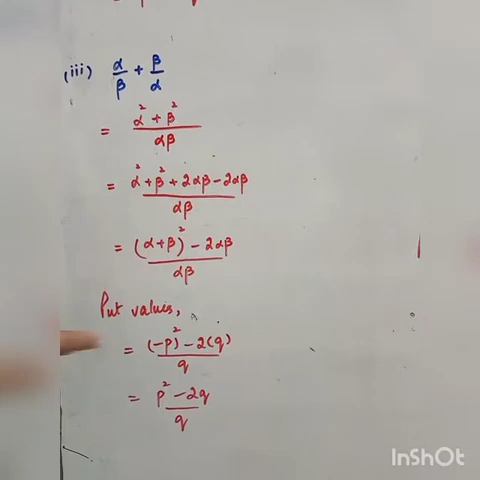 (iii) α/β + β/α
= (α² + β²)/αβ
= (α² + β² + 2αβ − 2αβ)/αβ
= ((α+β)² − 2αβ)/αβ
Put values,
= ((−p)² − 2(q))/q
= (p² − 2q)/q
InShOt